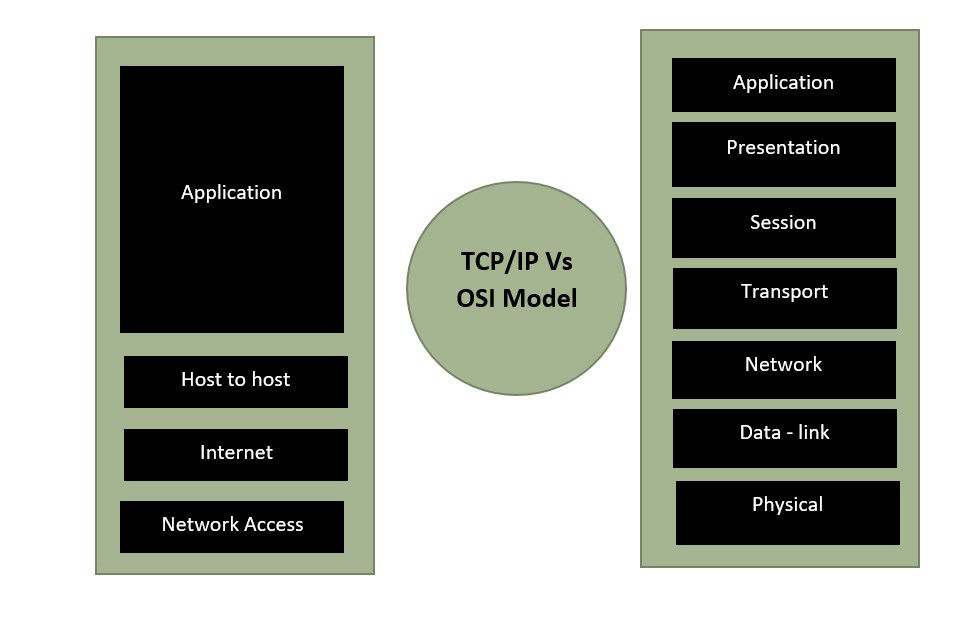 Application
Host to host
Internet
Network Access
TCP/IP Vs
OSI Model
Application
Presentation
Session
Transport
Network
Data - link
Physical